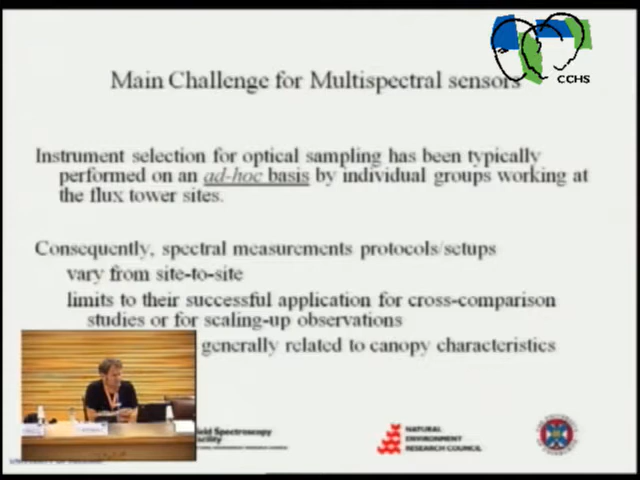 CCHS
Main Challenge for Multispectral sensors
Instrument selection for optical sampling has been typically
performed on an ad-hoc basis by individual groups working at
the flux tower sites.
Consequently, spectral measurements protocols/setups
vary from site-to-site
limits to their successful application for cross-comparison
studies or for scaling-up observations
generally related to canopy characteristics
Spectroscopy
NATURAL
ENVIRONMENT
RESEARCH COUNCIL